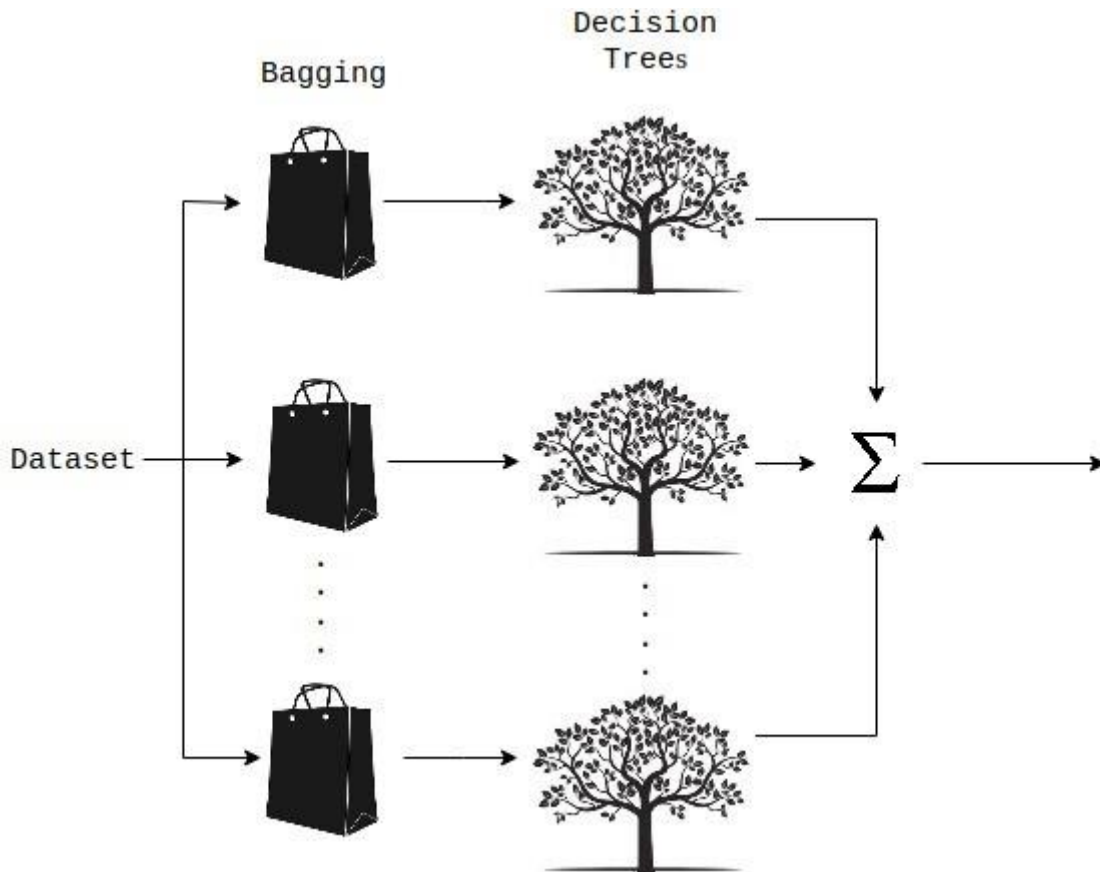 Decision
Trees
Bagging
Dataset
Σ